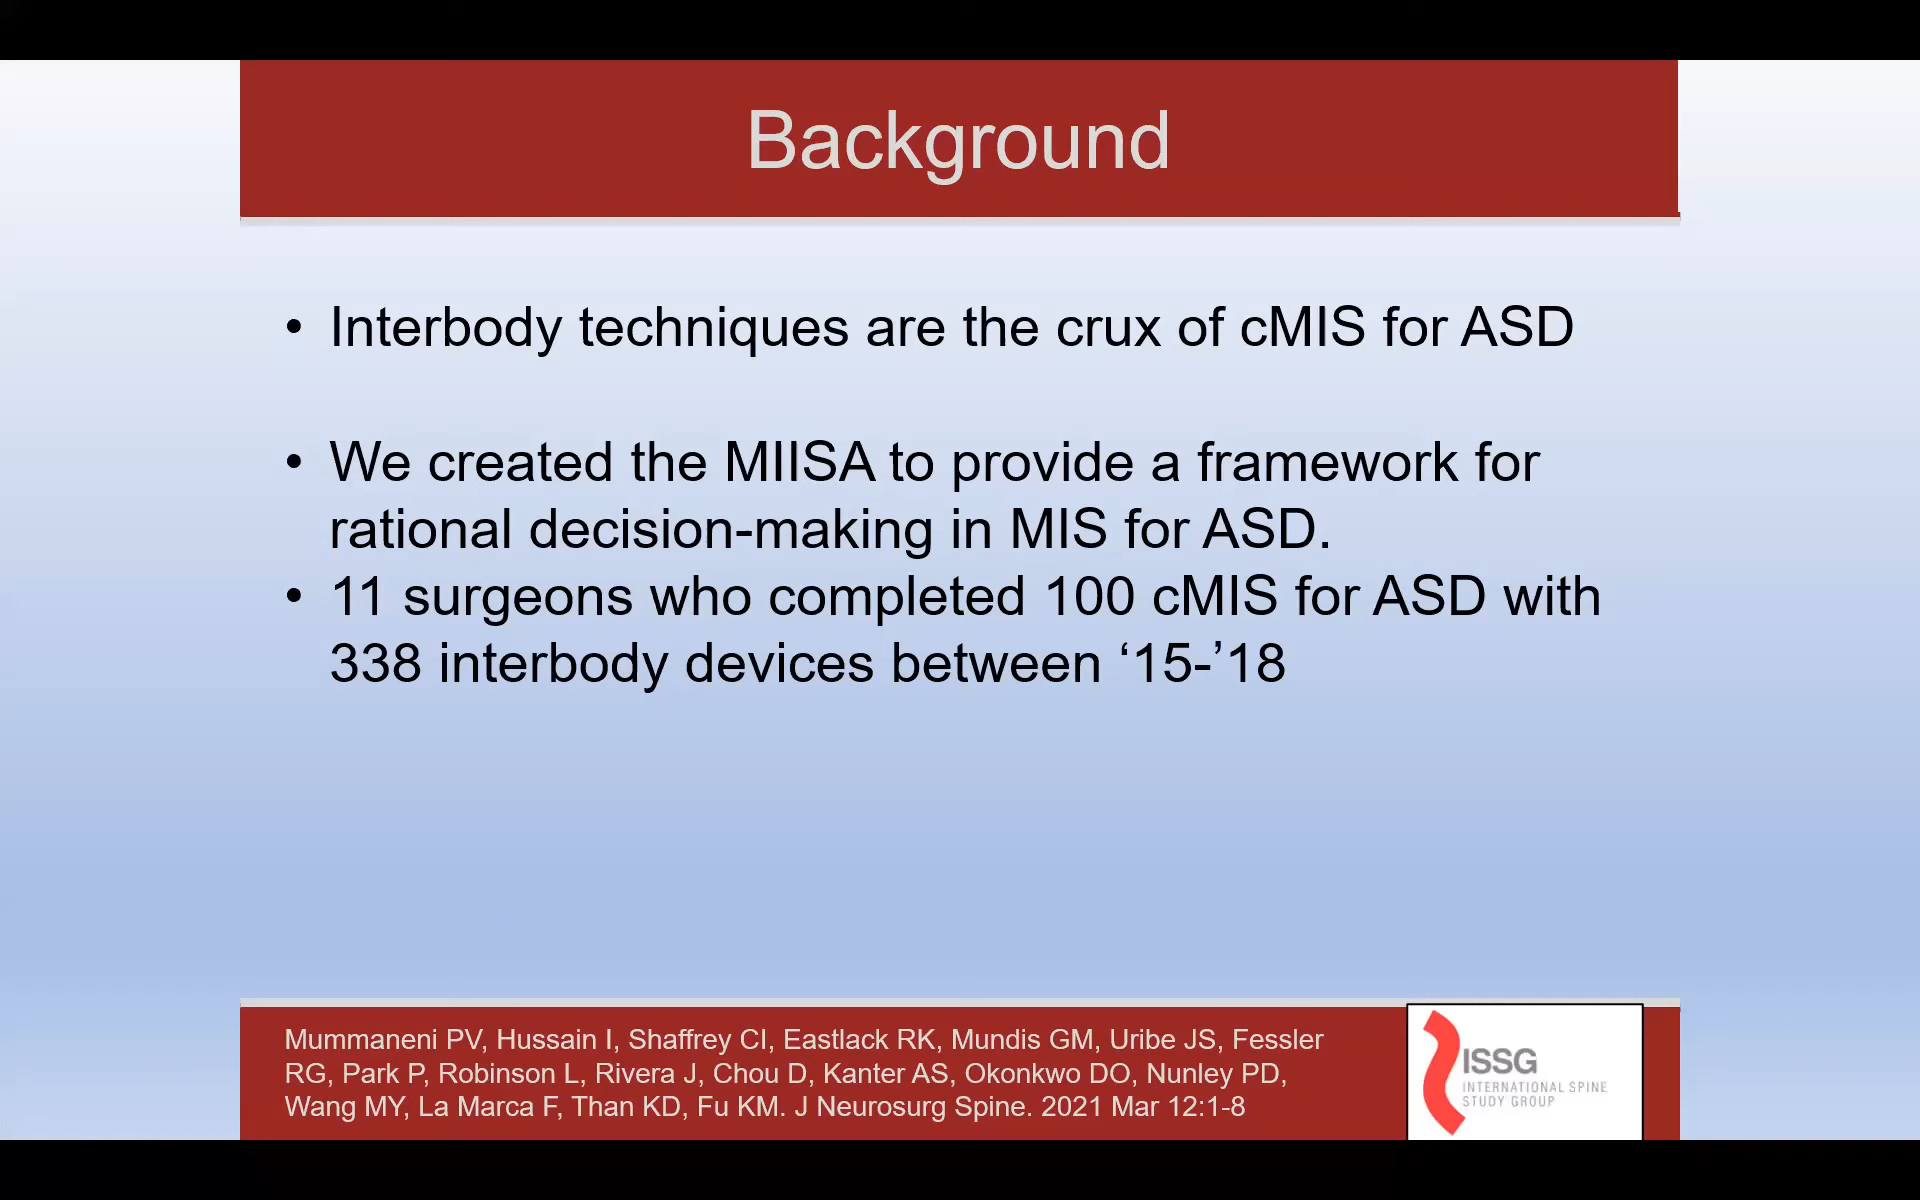 Background
• Interbody techniques are the crux of cMIS for ASD
• We created the MIISA to provide a framework for
rational decision-making in MIS for ASD.
• 11 surgeons who completed 100 cMIS for ASD with
338 interbody devices between ‘15-’18
Mummaneni PV, Hussain I, Shaffrey CI, Eastlack RK, Mundis GM, Uribe JS, Fessler
RG, Park P, Robinson L, Rivera J, Chou D, Kanter AS, Okonkwo DO, Nunley PD,
Wang MY, La Marca F, Than KD, Fu KM. J Neurosurg Spine. 2021 Mar 12:1-8
ISSG
INTERNATIONAL SPINE
STUDY GROUP